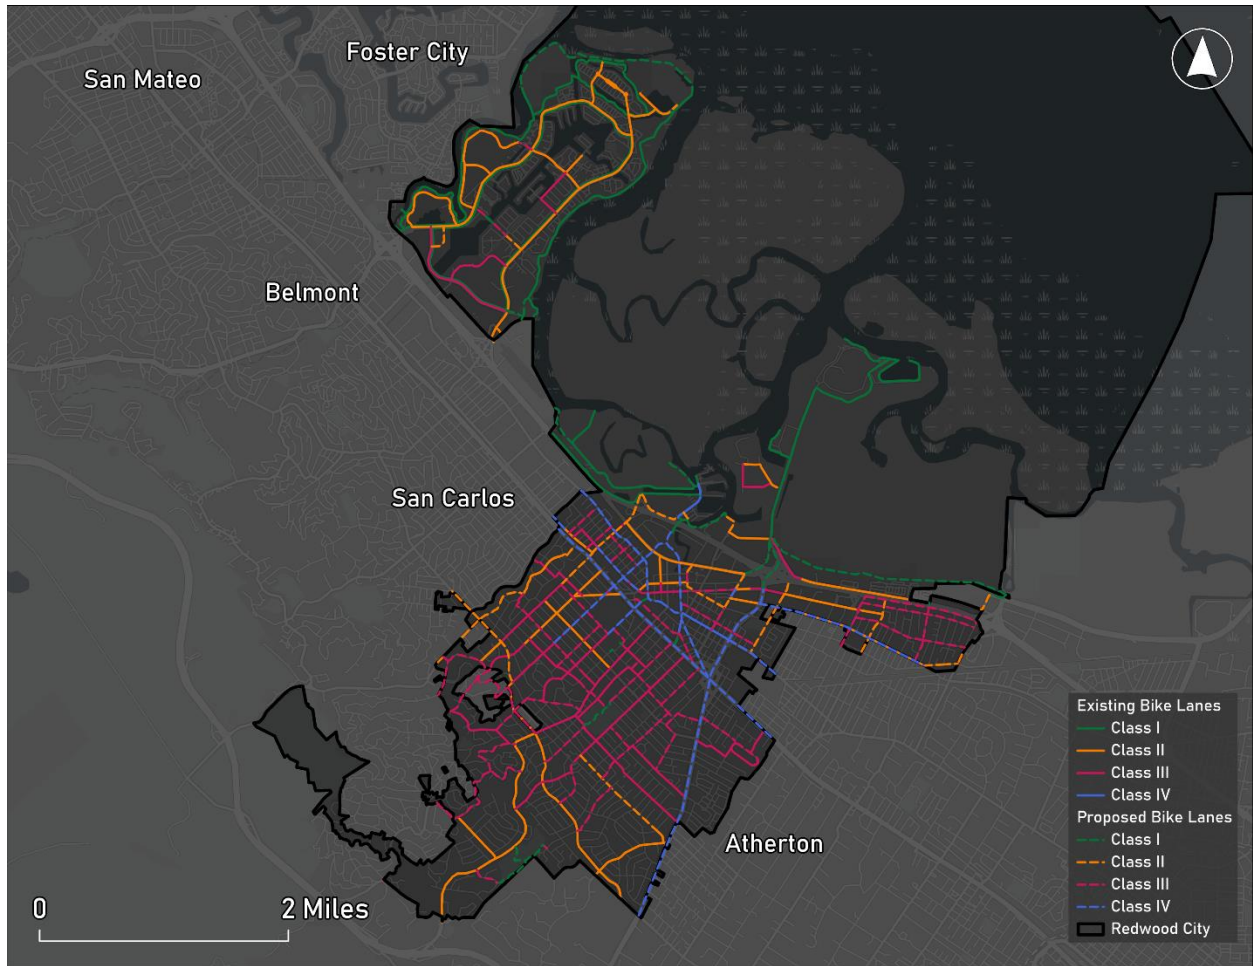 Foster City
San Mateo
Belmont
San Carlos
Atherton
Existing Bike Lanes
Class I
Class II
Class III
Class IV
Proposed Bike Lanes
Class I
Class II
Class III
Class IV
Redwood City
0
2 Miles